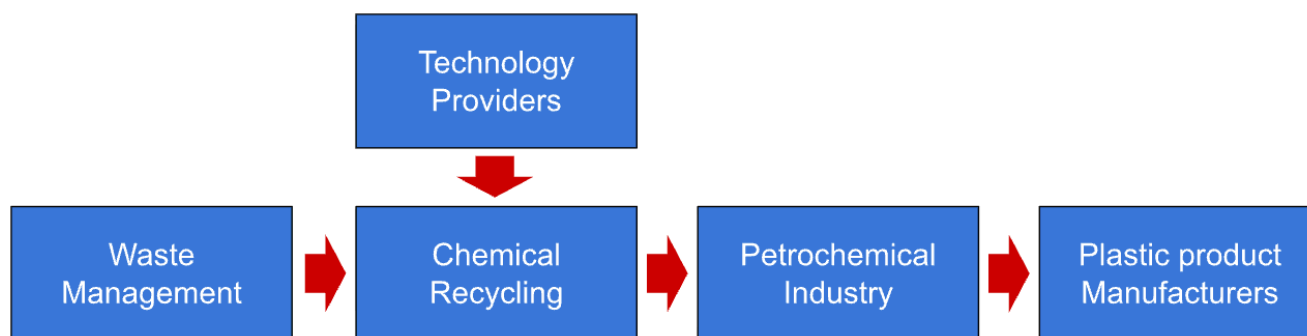 Technology
Providers
Waste
Management
Chemical
Recycling
Petrochemical
Industry
Plastic product
Manufacturers